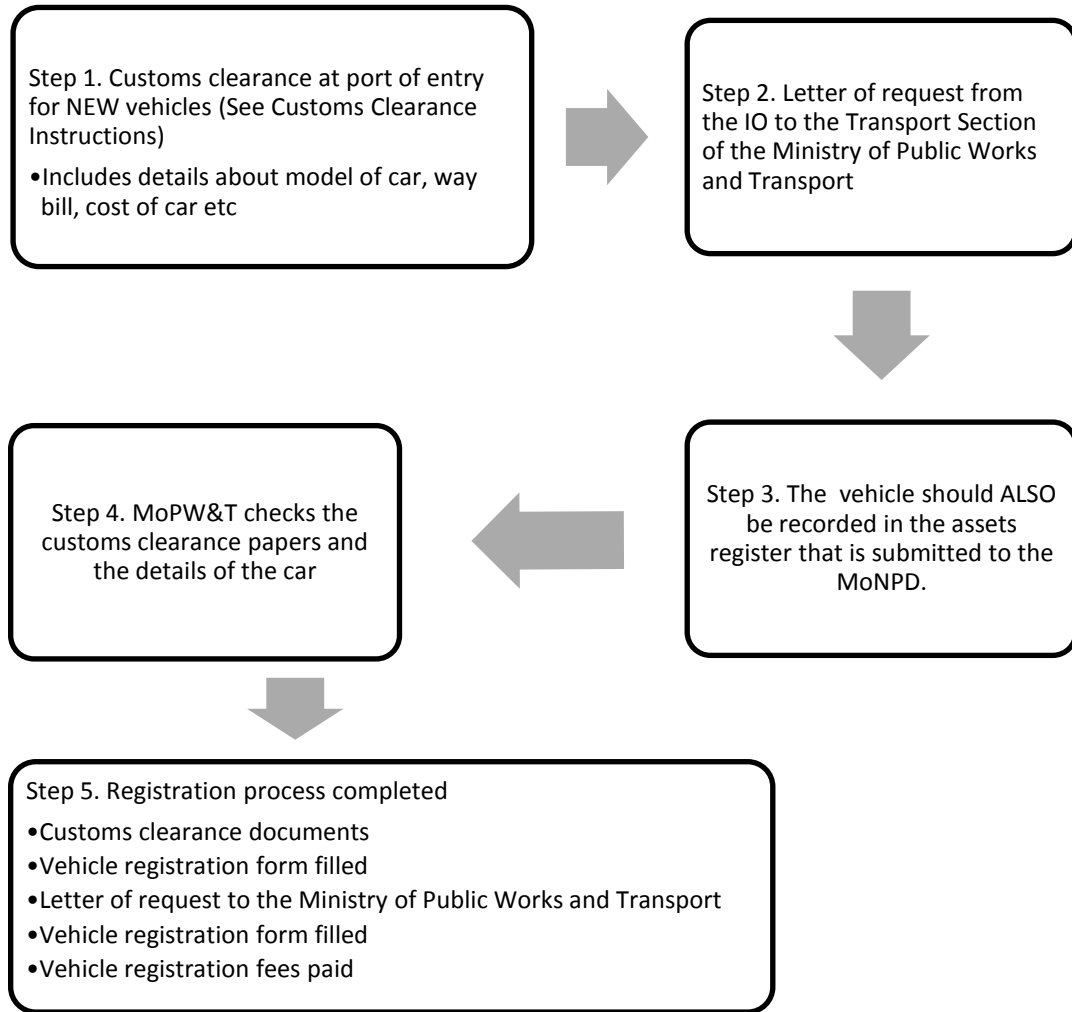 Step 1. Customs clearance at port of entry
for NEW vehicles (See Customs Clearance
Instructions)
•Includes details about model of car, way
bill, cost of car etc
Step 2. Letter of request from
the IO to the Transport Section
of the Ministry of Public Works
and Transport
Step 3. The vehicle should ALSO
be recorded in the assets
register that is submitted to the
MoNPD.
Step 4. MoPW&T checks the
customs clearance papers and
the details of the car
Step 5. Registration process completed
•Customs clearance documents
•Vehicle registration form filled
•Letter of request to the Ministry of Public Works and Transport
•Vehicle registration form filled
•Vehicle registration fees paid